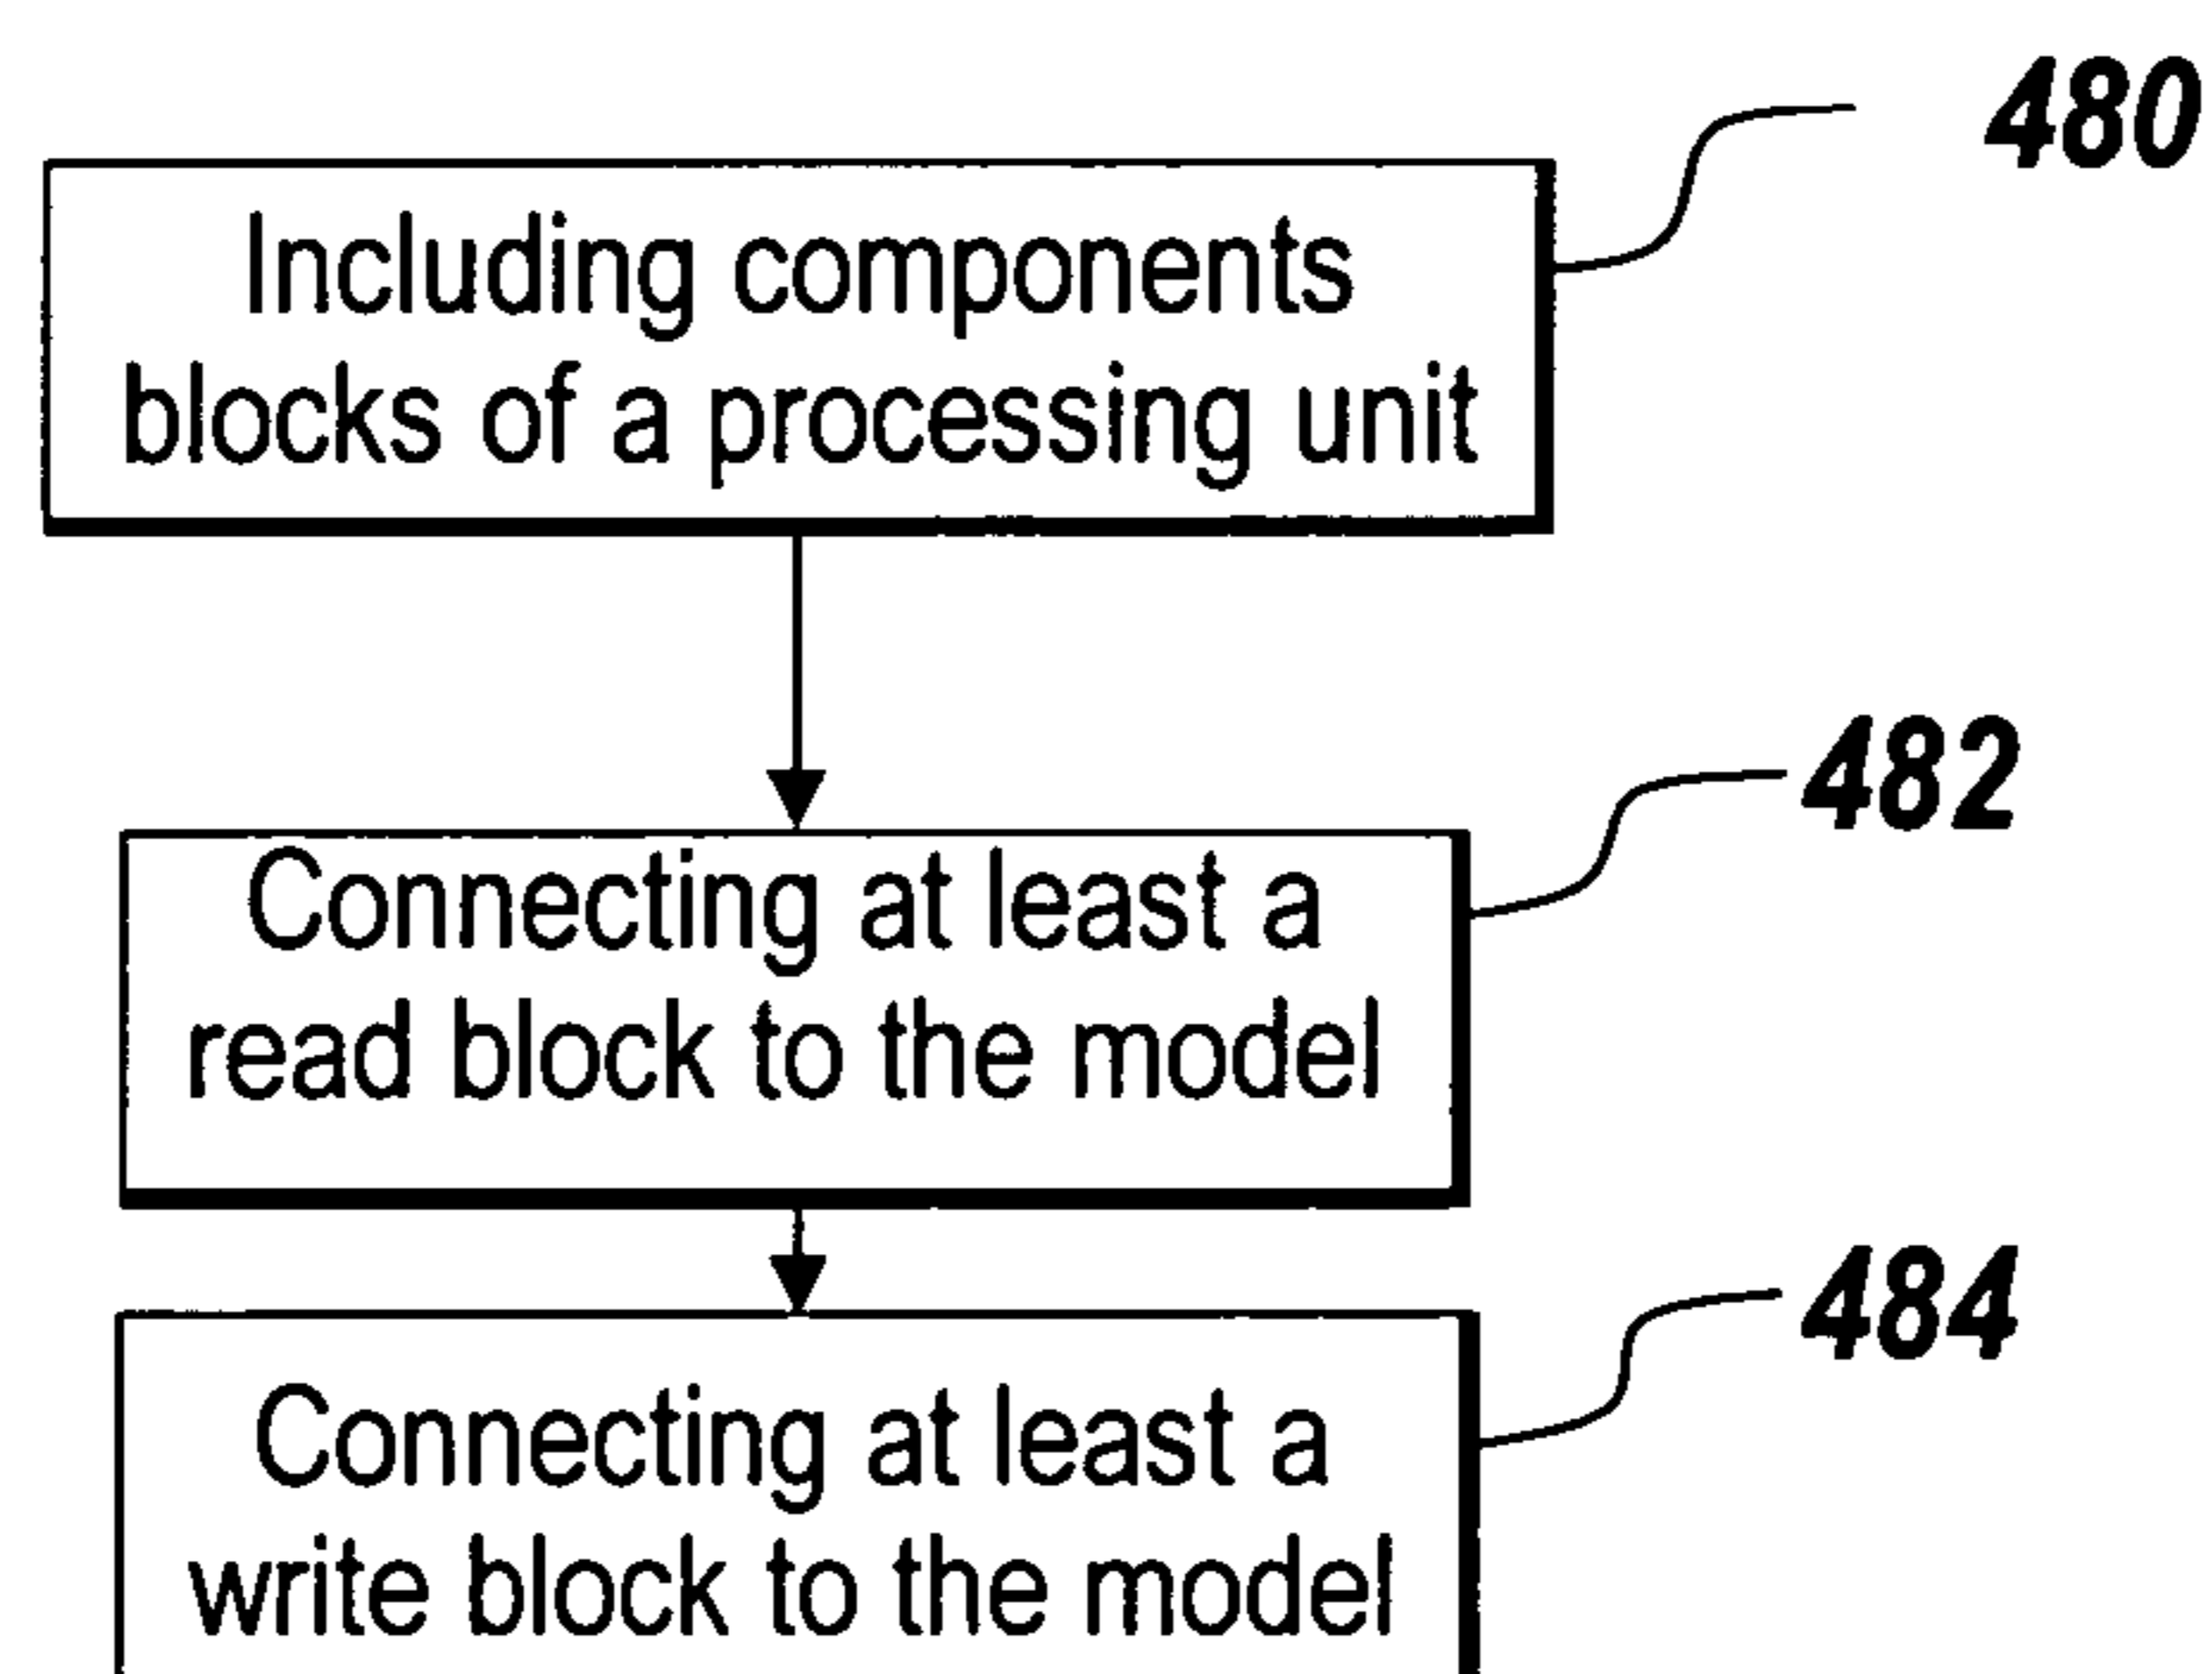 480
Including components
blocks of a processing unit
482
Connecting at least a
read block to the model
484
Connecting at least a
write block to the model